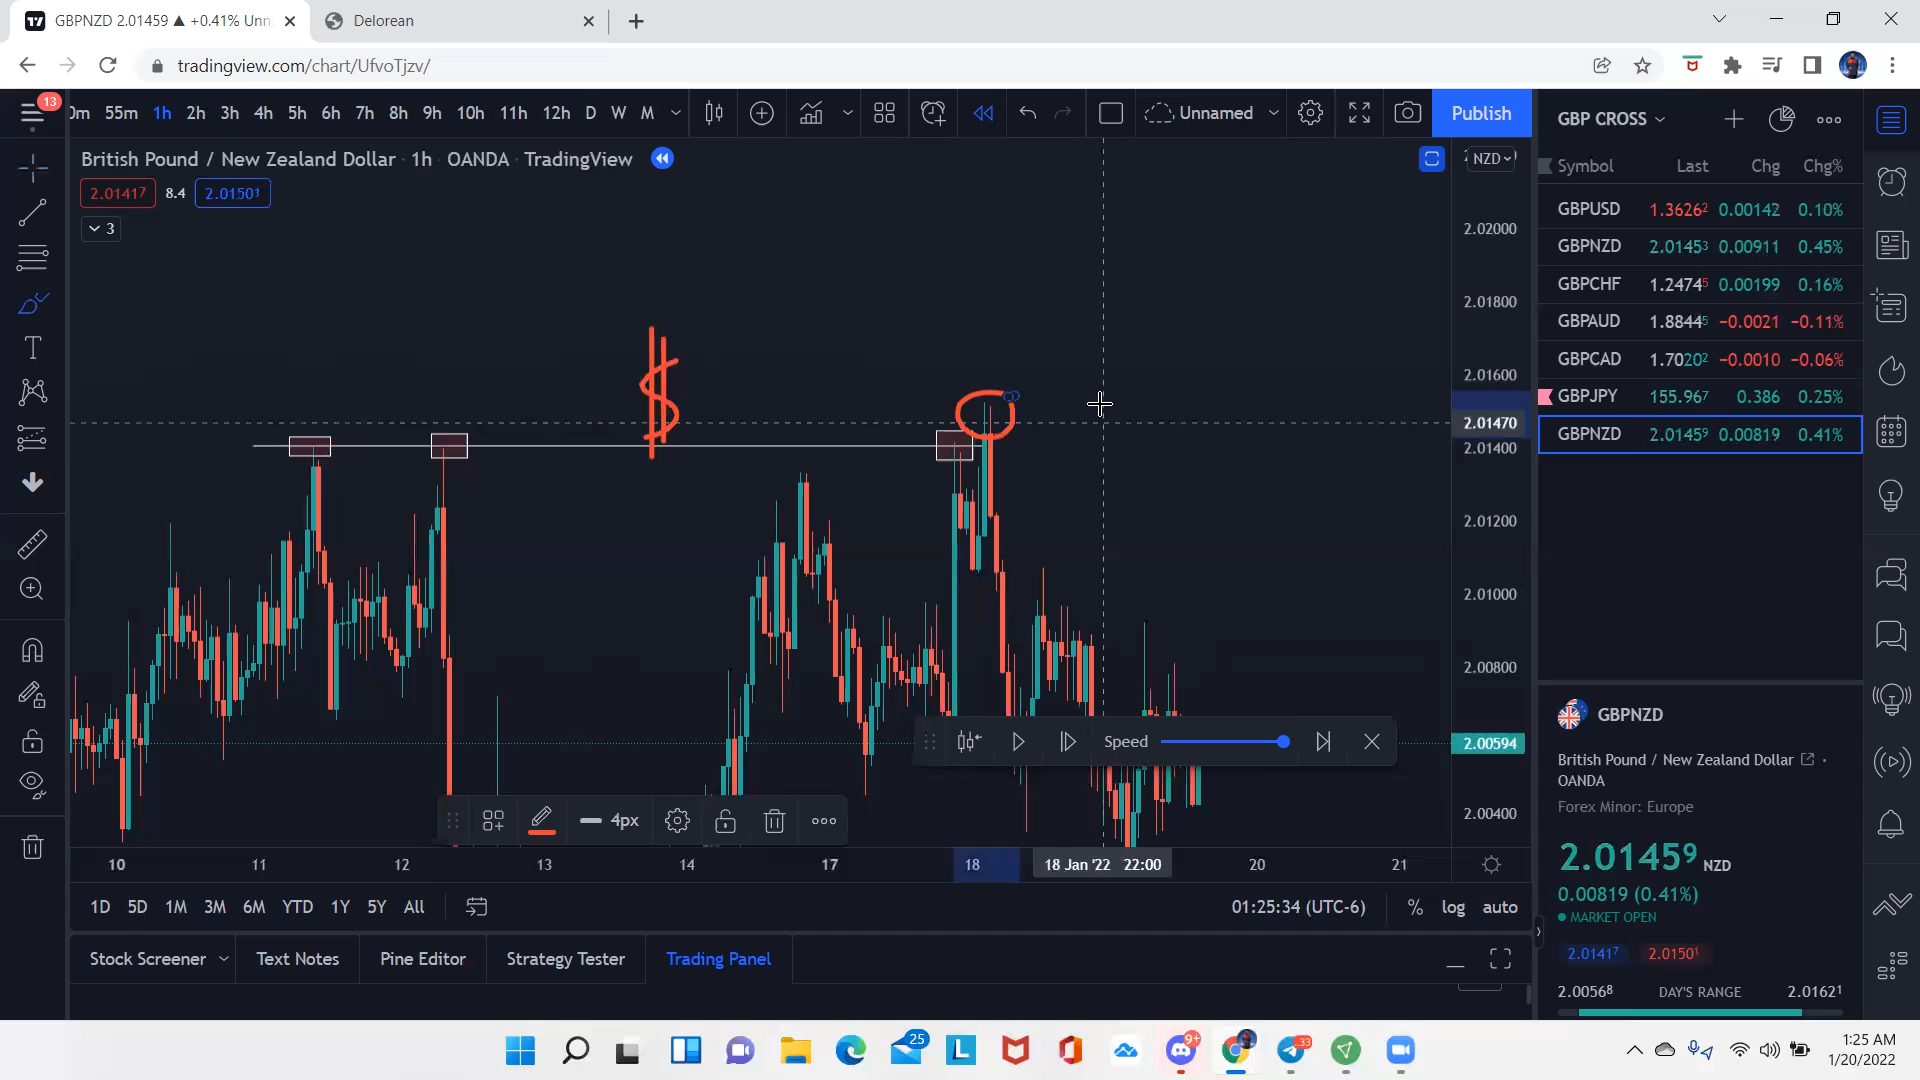 GBPNZD 2.01459 ▲ +0.41% Unn
Delorean
tradingview.com/chart/UfvoTjzv/
13
0m 55m 1h 2h 3h 4h 5h 6h 7h 8h 9h 10h 11h 12h D W M
Unnamed
Publish
British Pound / New Zealand Dollar · 1h · OANDA · TradingView
2.01417 8.4 2.01501
3
NZD
2.02000
2.01800
2.01600
2.01470
2.01400
2.01200
2.01000
2.00800
2.00594
2.00400
$
Speed
4px
10 11 12 13 14 17 18 18 Jan '22 22:00 20 21
1D 5D 1M 3M 6M YTD 1Y 5Y All
01:25:34 (UTC-6) % log auto
Stock Screener Text Notes Pine Editor Strategy Tester Trading Panel
GBP CROSS
Symbol Last Chg Chg%
GBPUSD 1.36262 0.00142 0.10%
GBPNZD 2.01453 0.00911 0.45%
GBPCHF 1.24745 0.00199 0.16%
GBPAUD 1.88445 −0.0021 −0.11%
GBPCAD 1.70202 −0.0010 −0.06%
GBPJPY 155.967 0.386 0.25%
GBPNZD 2.01459 0.00819 0.41%
GBPNZD
British Pound / New Zealand Dollar ·
OANDA
Forex Minor: Europe
2.01459 NZD
0.00819 (0.41%)
MARKET OPEN
2.01417 2.01501
2.00568 DAY'S RANGE 2.01621
25
L
9+
33
1:25 AM
1/20/2022